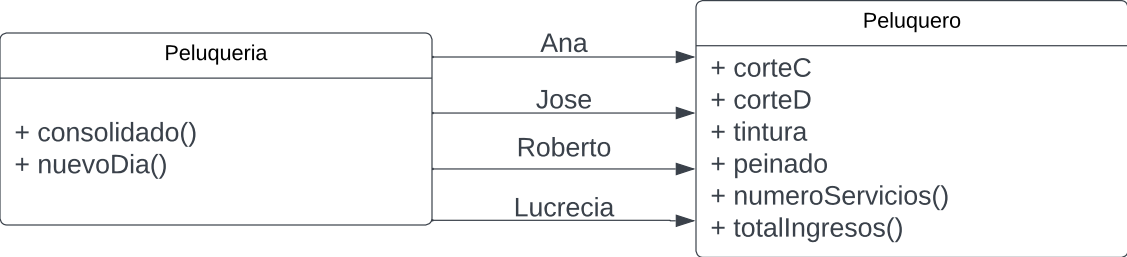 Peluqueria
+ consolidado()
+ nuevoDia()
Ana
Jose
Roberto
Lucrecia
Peluquero
+ corteC
+ corteD
+ tintura
+ peinado
+ numeroServicios()
+ totalIngresos()